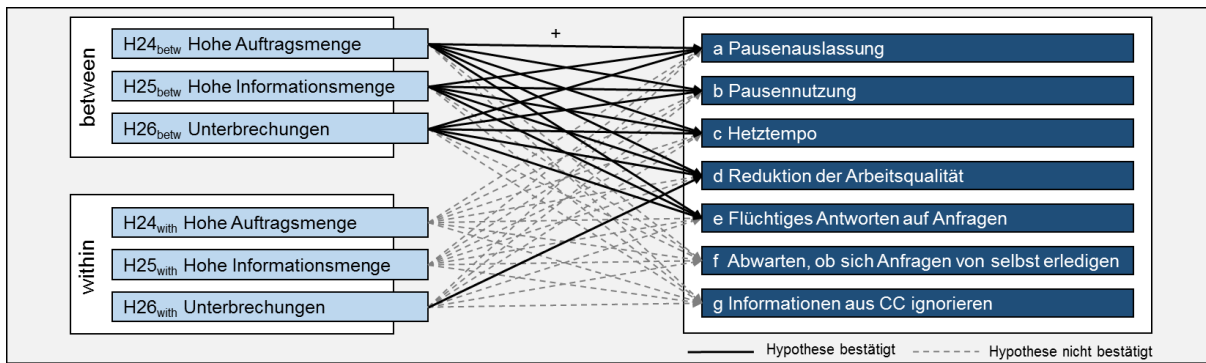 between
H24betw Hohe Auftragsmenge
H25betw Hohe Informationsmenge
H26betw Unterbrechungen
within
H24with Hohe Auftragsmenge
H25with Hohe Informationsmenge
H26with Unterbrechungen
+
a Pausenauslassung
b Pausennutzung
c Hetztempo
d Reduktion der Arbeitsqualität
e Flüchtiges Antworten auf Anfragen
f Abwarten, ob sich Anfragen von selbst erledigen
g Informationen aus CC ignorieren
Hypothese bestätigt
Hypothese nicht bestätigt